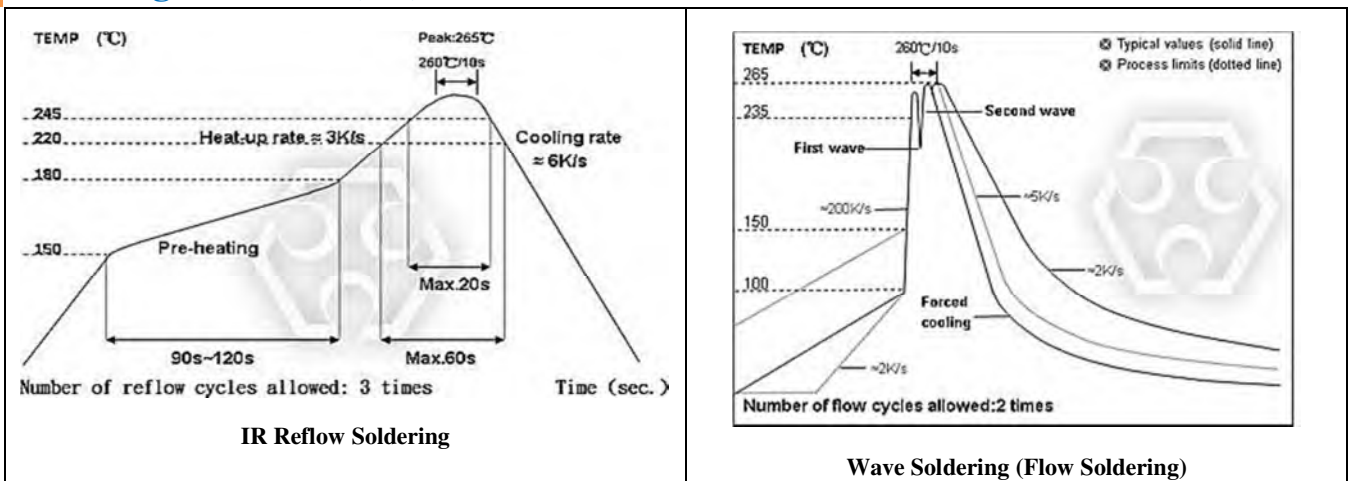 TEMP (℃)
Peak:265℃
260℃/10s
245
Heat-up rate ≈ 3K/s
Cooling rate
≈ 6K/s
220
180
150
Pre-heating
Max.20s
90s~120s
Max.60s
Number of reflow cycles allowed: 3 times
Time (sec.)
IR Reflow Soldering
TEMP (℃)
260℃/10s
⊗ Typical values (solid line)
⊗ Process limits (dotted line)
265
235
Second wave
First wave
≈200K/s
~5K/s
150
~2K/s
100
Forced
cooling
~2K/s
Number of flow cycles allowed:2 times
Wave Soldering (Flow Soldering)